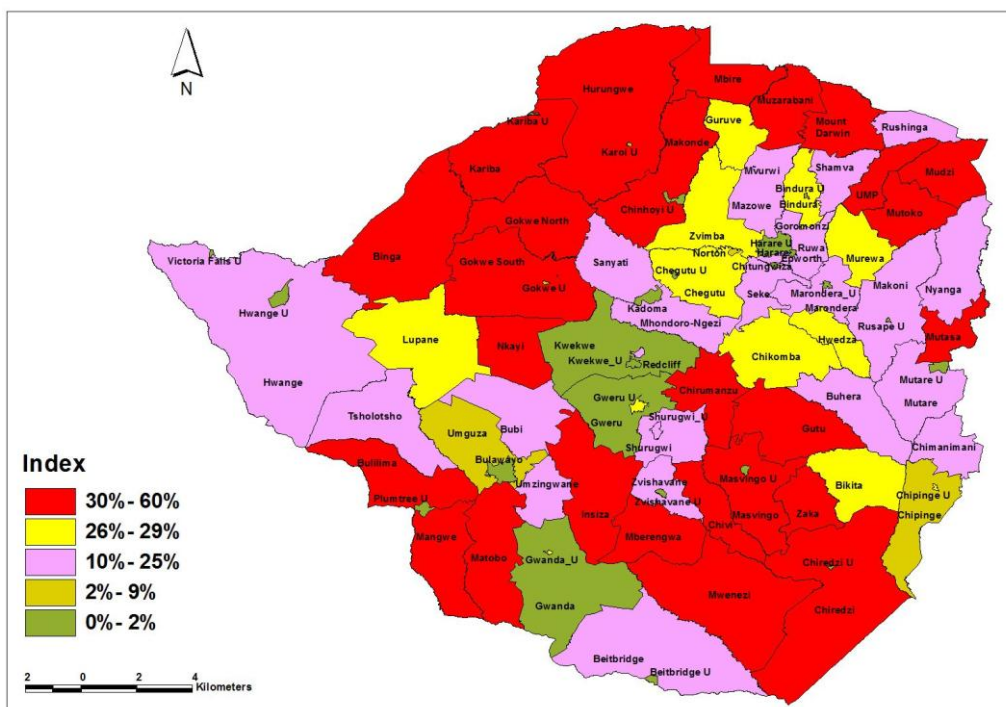 N
Hurungwe
Mbire
Muzarabani
Mount
Darwin
Rushinga
Guruve
Kariba U
Karoi U
Makonde
Kariba
Mvurwi
Shamva
Bindura U
Bindura
Mazowe
UMP
Mudzi
Mutoko
Chinhoyi U
Gokwe North
Zvimba
Goromonzi
Harare U
Harare
Ruwa
Epworth
Murewa
Victoria Falls U
Binga
Gokwe South
Sanyati
Norton
Chitungwiza
Chegutu U
Chegutu
Gokwe U
Seke
Marondera_U
Marondera
Makoni
Nyanga
Hwange U
Kadoma
Mhondoro-Ngezi
Rusape U
Lupane
Nkayi
Kwekwe
Kwekwe_U
Redcliff
Chikomba
Hwedza
Mutasa
Hwange
Chirumanzu
Mutare U
Mutare
Gweru U
Gweru
Buhera
Tsholotsho
Bubi
Shurugwi_U
Shurugwi
Gutu
Chimanimani
Umguza
Bulawayo
Index
Bulilima
Umzingwane
Zvishavane
Zvishavane U
Masvingo U
Masvingo
Bikita
Chipinge U
Chipinge
30% - 60%
Plumtree U
Insiza
Chivi
Zaka
26% - 29%
Mangwe
Matobo
Mberengwa
10% - 25%
Gwanda_U
Chiredzi U
2% - 9%
Gwanda
Mwenezi
Chiredzi
0% - 2%
Beitbridge
Beitbridge U
2 0 2 4
Kilometers